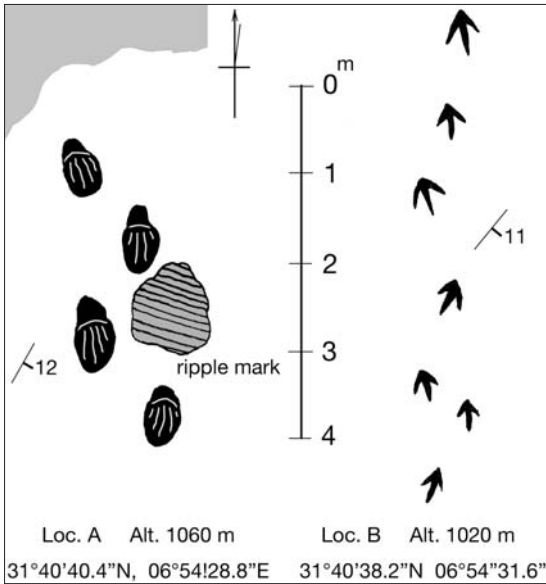 m
0
1
2
3
4
11
12
ripple mark
Loc. A Alt. 1060 m
31°40'40.4"N, 06°54!28.8"E
Loc. B Alt. 1020 m
31°40'38.2"N 06°54"31.6"